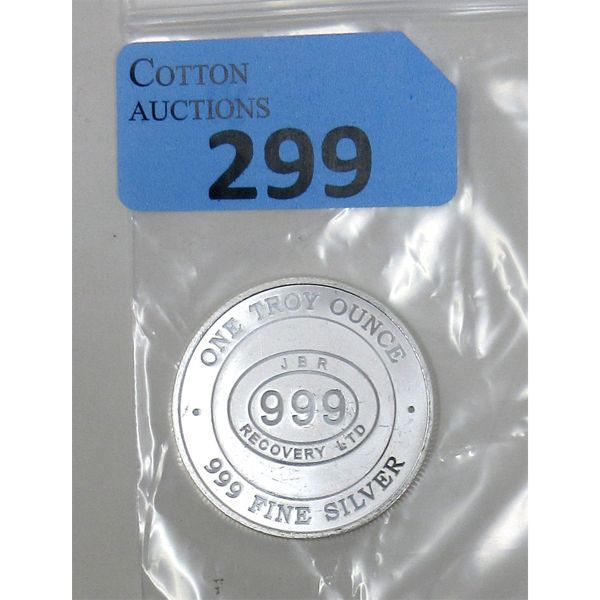 COTTON
AUCTIONS
299
ONE TROY OUNCE
JBR
999
RECOVERY LTD
999 FINE SILVER